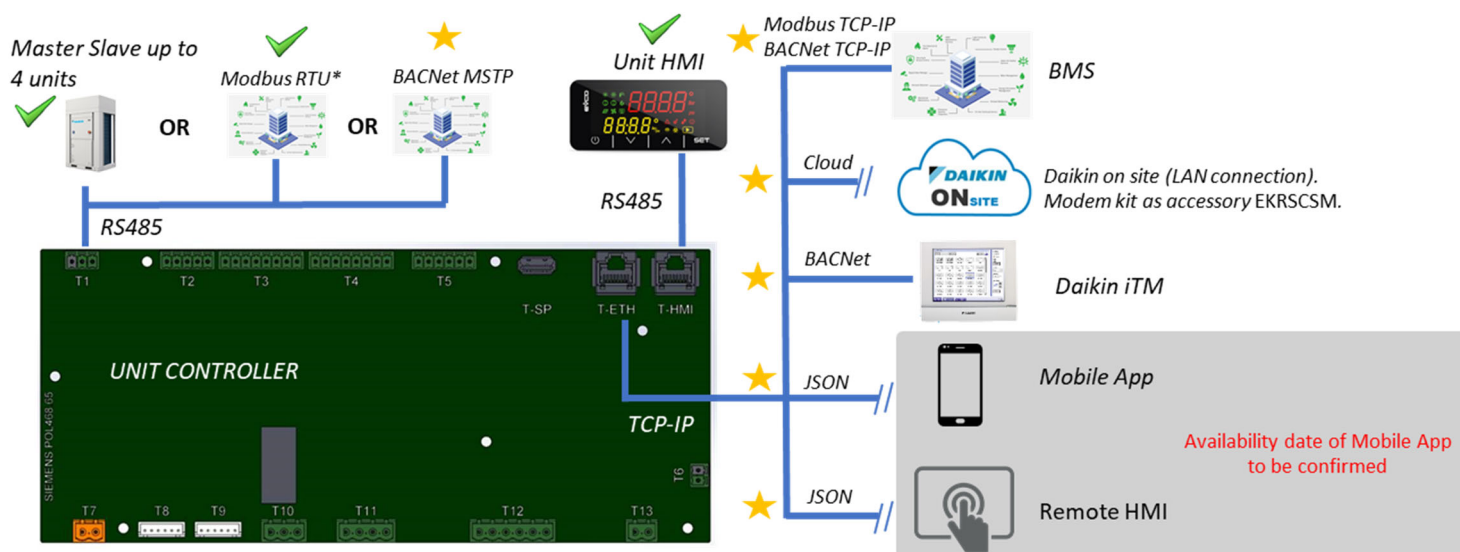 Master Slave up to
4 units
OR
Modbus RTU*
OR
BACNet MSTP
Unit HMI
elico
SET
Modbus TCP-IP
BACNet TCP-IP
BMS
Cloud
DAIKIN
ON SITE
Daikin on site (LAN connection).
Modem kit as accessory EKRSCSM.
RS485
RS485
BACNet
Daikin iTM
T1
T2
T3
T4
T5
T-SP
T-ETH
T-HMI
UNIT CONTROLLER
TCP-IP
SIEMENS POL468 65
T6
T7
T8
T9
T10
T11
T12
T13
JSON
Mobile App
Availability date of Mobile App
to be confirmed
JSON
Remote HMI